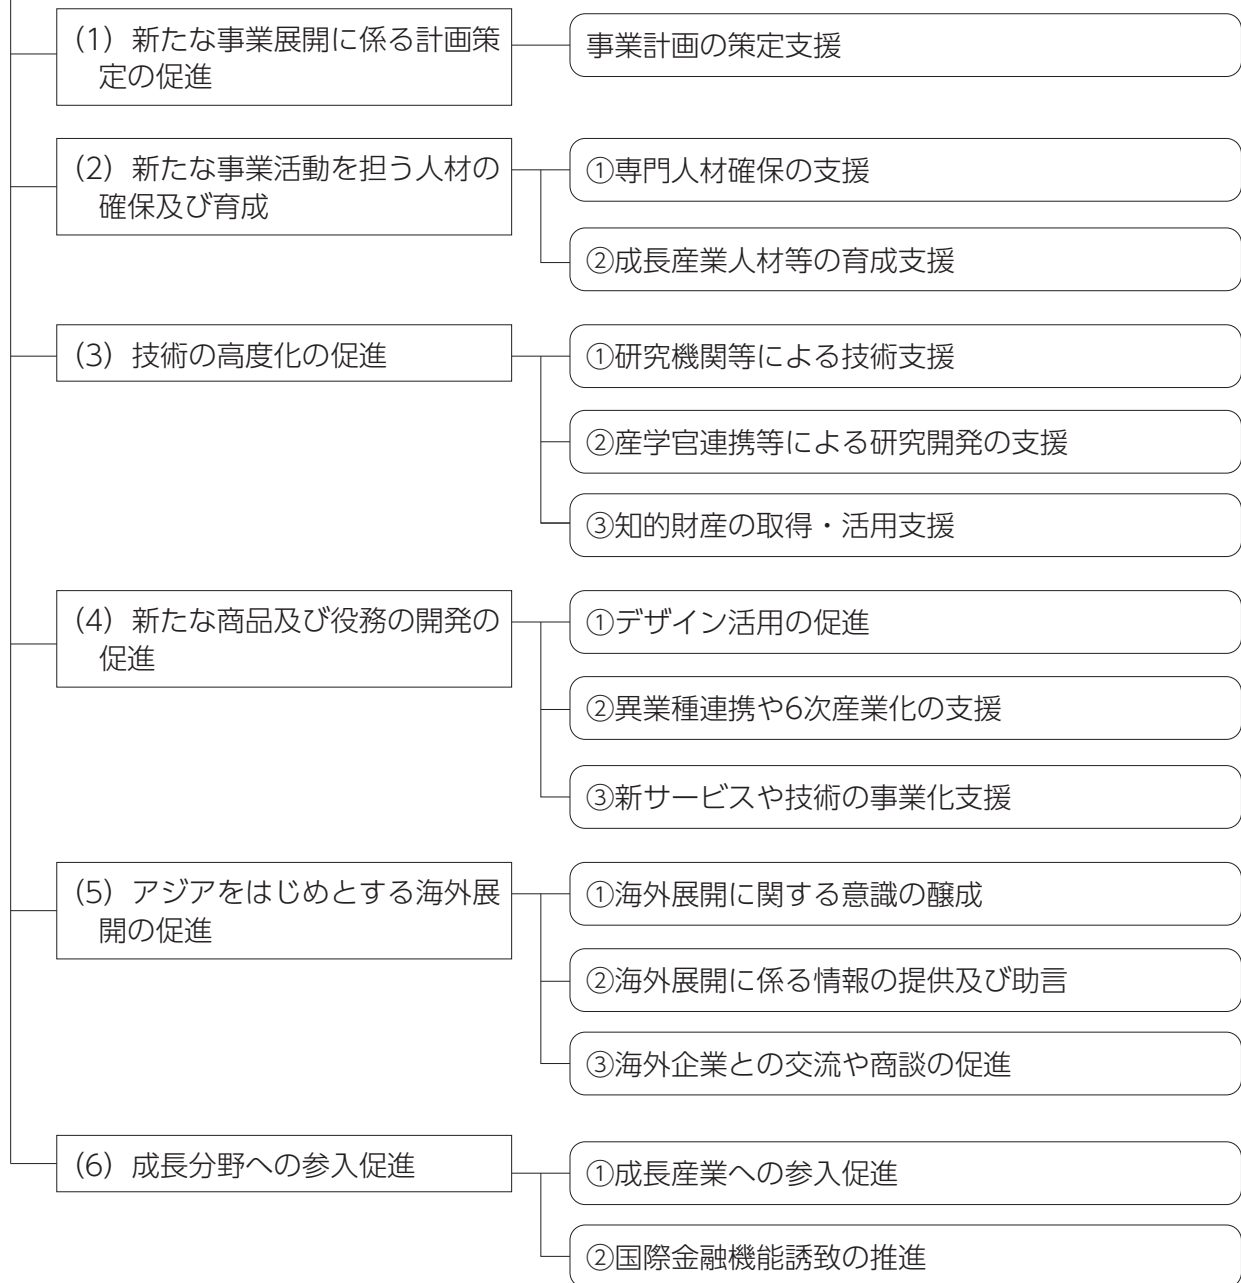 （1）新たな事業展開に係る計画策
定の促進
事業計画の策定支援
（2）新たな事業活動を担う人材の
確保及び育成
①専門人材確保の支援
②成長産業人材等の育成支援
（3）技術の高度化の促進
①研究機関等による技術支援
②産学官連携等による研究開発の支援
③知的財産の取得・活用支援
（4）新たな商品及び役務の開発の
促進
①デザイン活用の促進
②異業種連携や6次産業化の支援
③新サービスや技術の事業化支援
（5）アジアをはじめとする海外展
開の促進
①海外展開に関する意識の醸成
②海外展開に係る情報の提供及び助言
③海外企業との交流や商談の促進
（6）成長分野への参入促進
①成長産業への参入促進
②国際金融機能誘致の推進